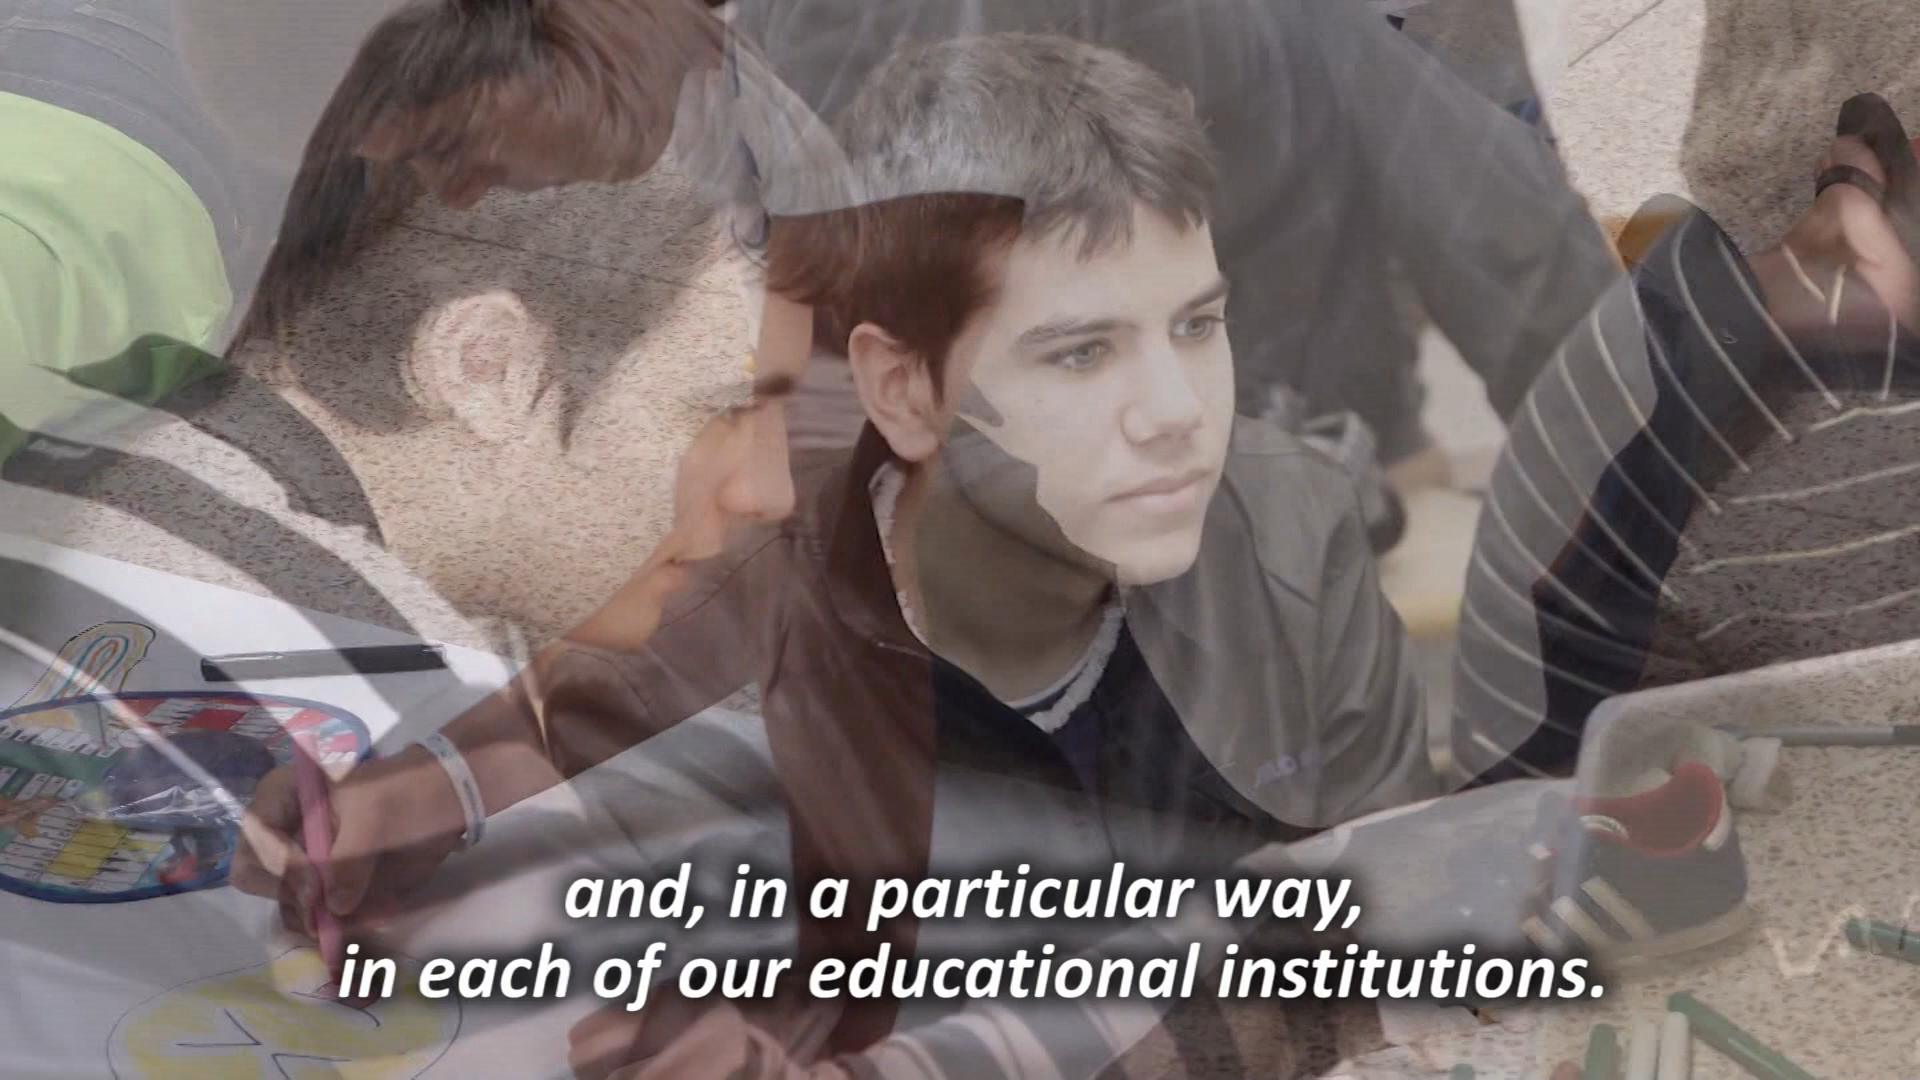 and, in a particular way,
in each of our educational institutions.